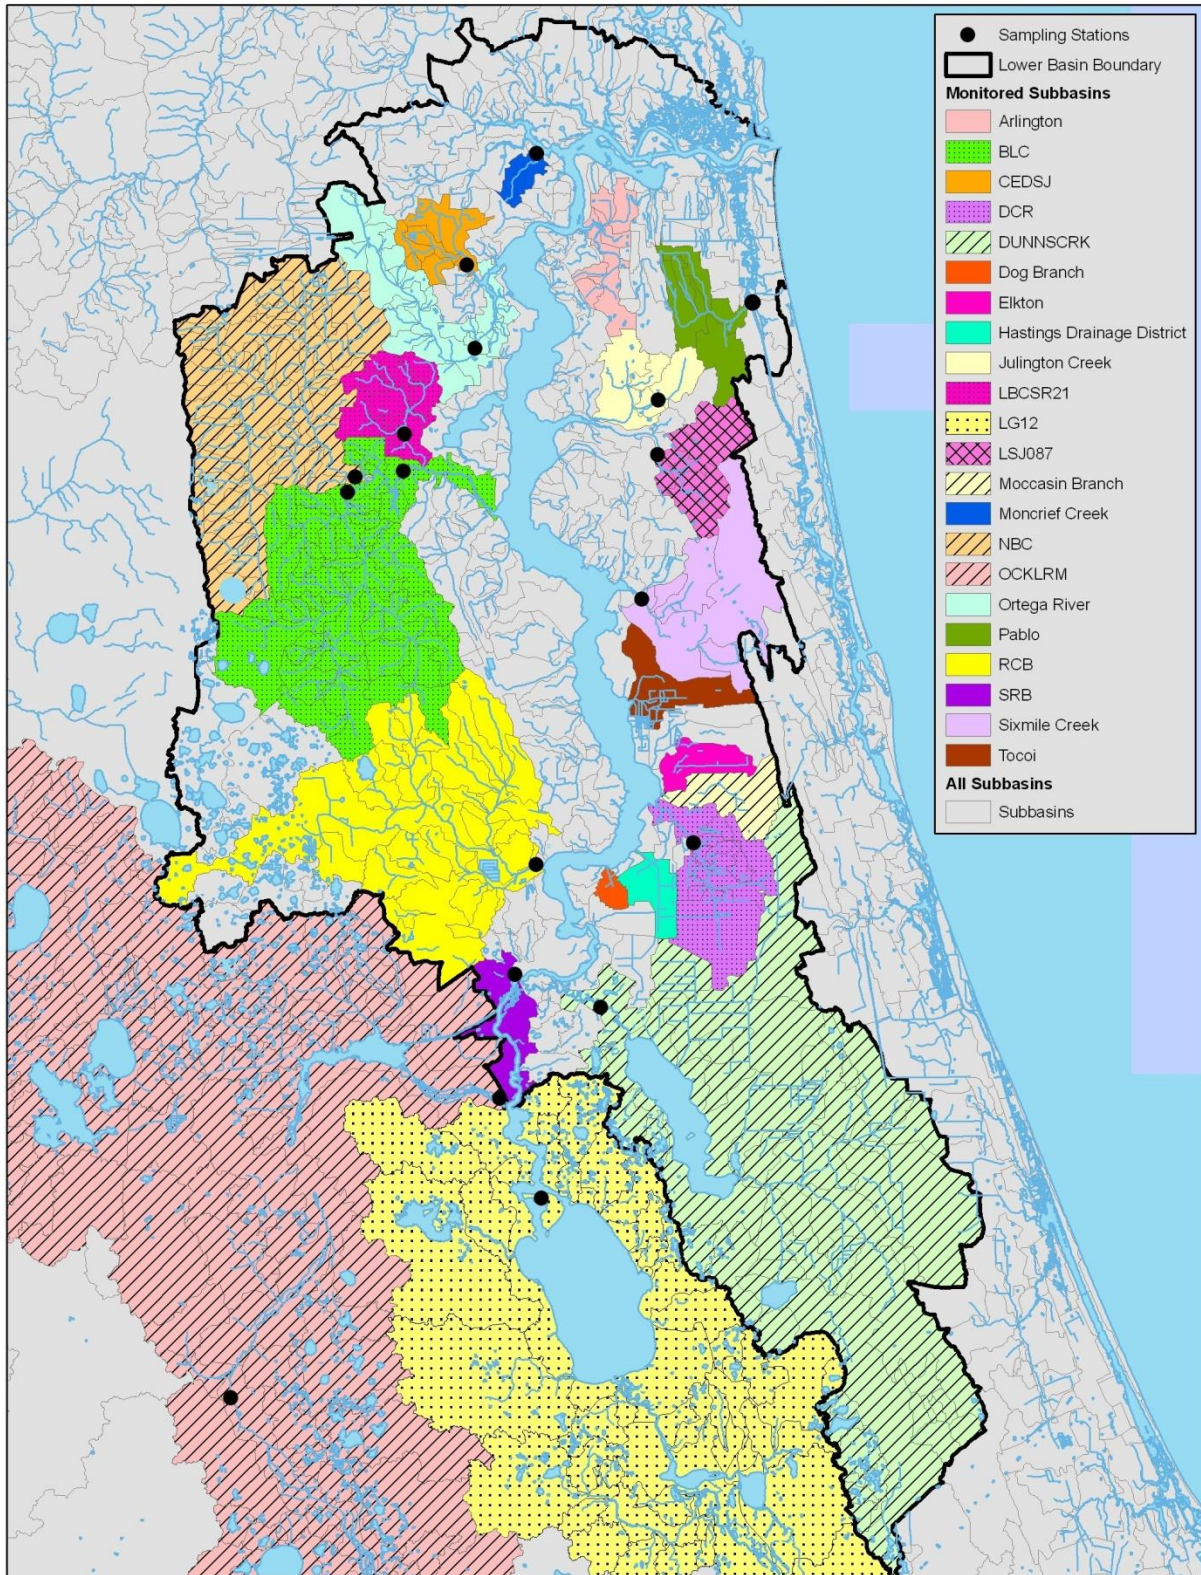 Sampling Stations
Lower Basin Boundary
Monitored Subbasins
Arlington
BLC
CEDSJ
DCR
DUNNSCRK
Dog Branch
Elkton
Hastings Drainage District
Julington Creek
LBCSR21
LG12
LSJ087
Moccasin Branch
Moncrief Creek
NBC
OCKLRM
Ortega River
Pablo
RCB
SRB
Sixmile Creek
Tocoi
All Subbasins
Subbasins